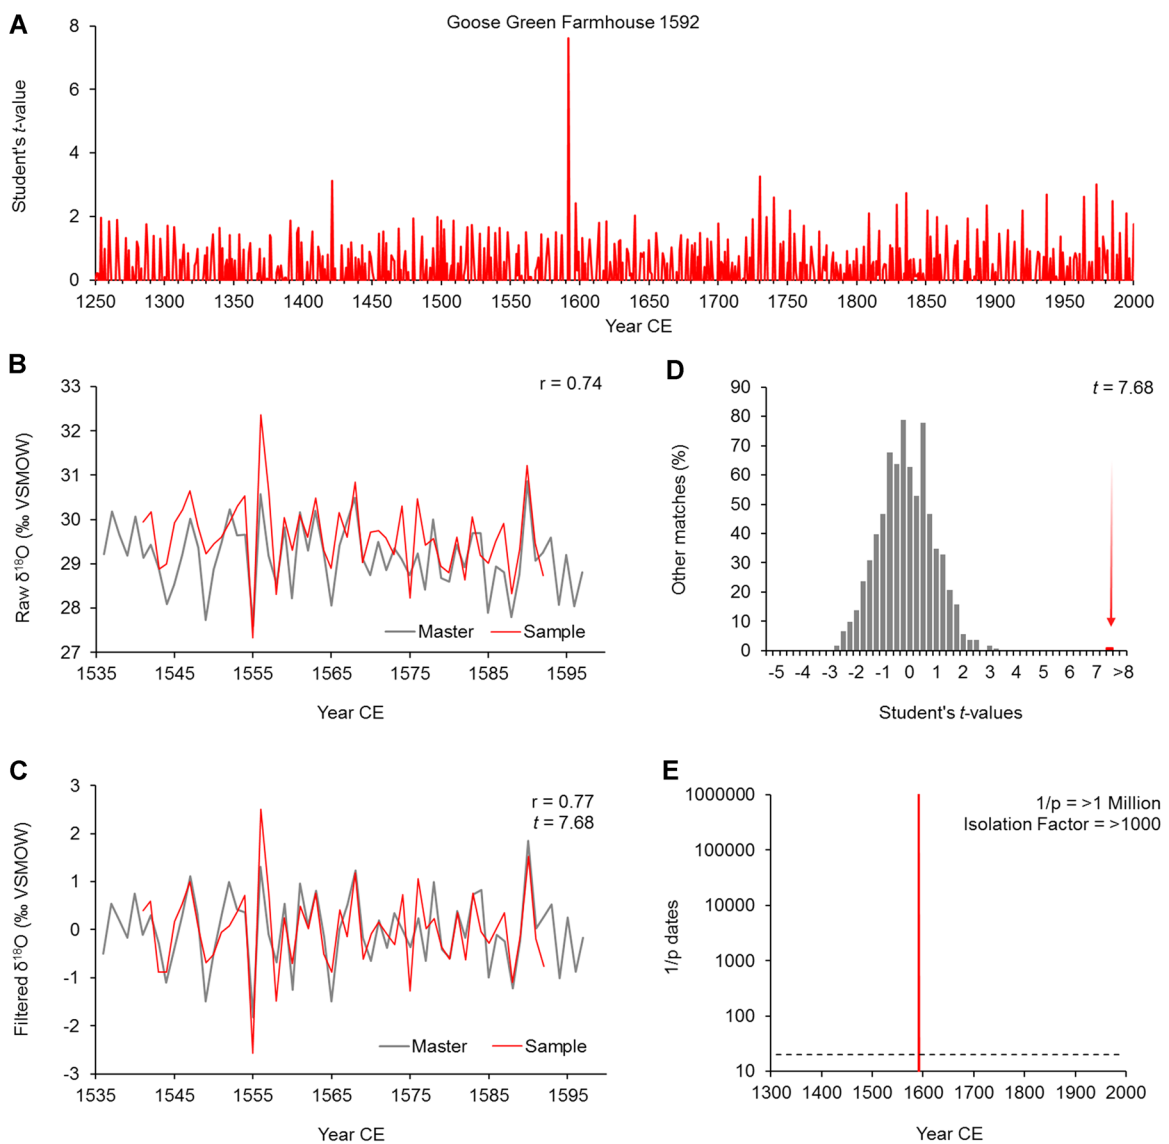 A
Goose Green Farmhouse 1592
Student's t-value
8
6
4
2
0
1250 1300 1350 1400 1450 1500 1550 1600 1650 1700 1750 1800 1850 1900 1950 2000
Year CE
B
r = 0.74
Raw δ¹⁸O (‰ VSMOW)
33
32
31
30
29
28
27
Master Sample
1535 1545 1555 1565 1575 1585 1595
Year CE
D
t = 7.68
Other matches (%)
90
80
70
60
50
40
30
20
10
0
-5 -4 -3 -2 -1 0 1 2 3 4 5 6 7 >8
Student's t-values
C
r = 0.77
t = 7.68
Filtered δ¹⁸O (‰ VSMOW)
3
2
1
0
-1
-2
-3
Master Sample
1535 1545 1555 1565 1575 1585 1595
Year CE
E
1/p = >1 Million
Isolation Factor = >1000
1/p dates
1000000
100000
10000
1000
100
10
1300 1400 1500 1600 1700 1800 1900 2000
Year CE